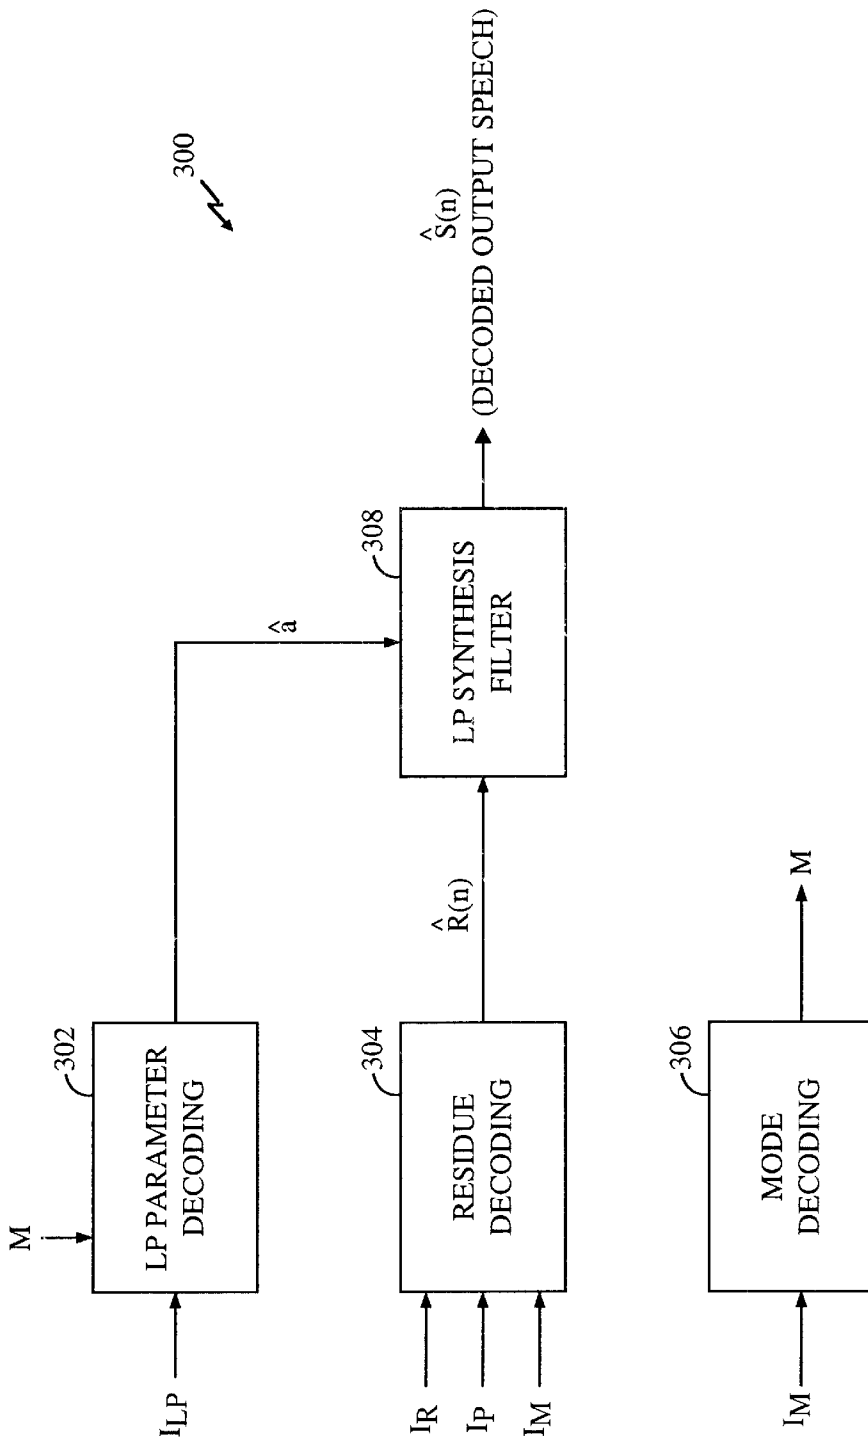 300
M
I_LP
LP PARAMETER
DECODING
302
â
I_R
I_P
I_M
RESIDUE
DECODING
304
R̂(n)
LP SYNTHESIS
FILTER
308
Ŝ(n)
(DECODED OUTPUT SPEECH)
I_M
MODE
DECODING
306
M